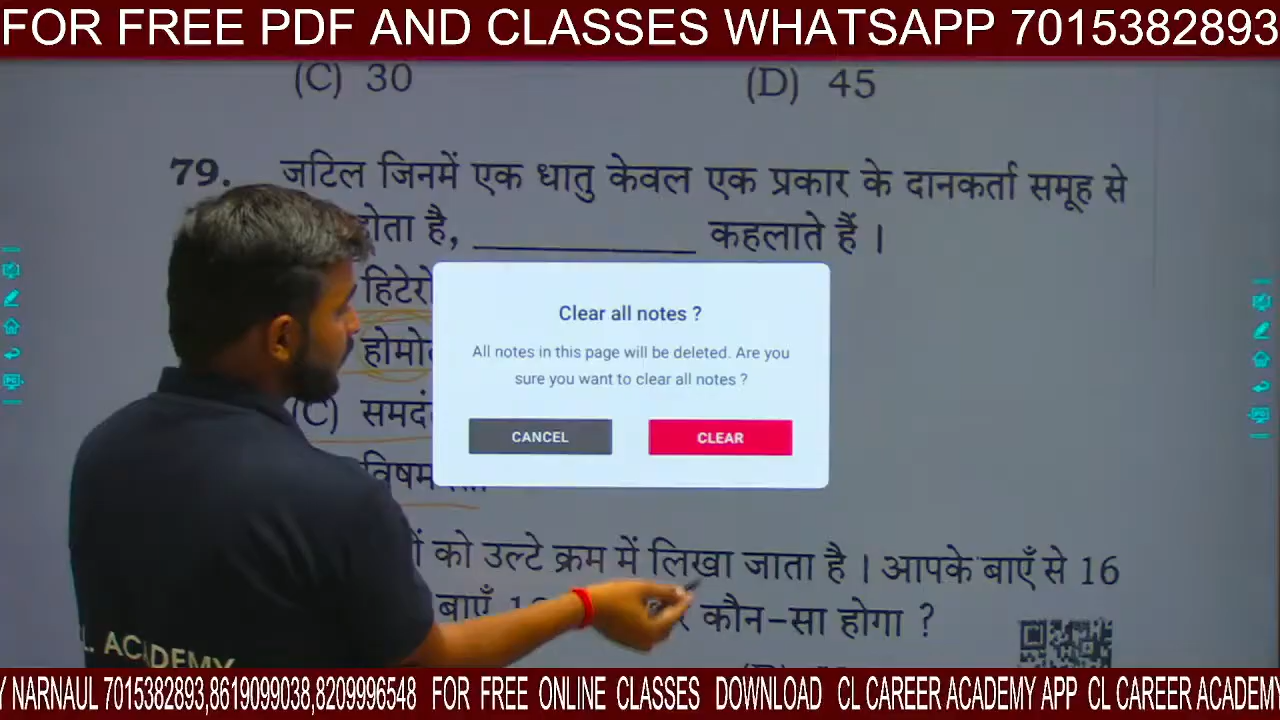 FOR FREE PDF AND CLASSES WHATSAPP 7015382893
(C) 30 (D) 45
79. जटिल जिनमें एक धातु केवल एक प्रकार के दानकर्ता समूह से
होता है, ____________ कहलाते हैं ।
Clear all notes ?
All notes in this page will be deleted. Are you
sure you want to clear all notes ?
CANCEL CLEAR
(C)
को उल्टे क्रम में लिखा जाता है । आपके बाएँ से 16
बाएँ कौन-सा होगा ?
ACADEMY
NARNAUL 7015382893,8619099038,8209996548 FOR FREE ONLINE CLASSES DOWNLOAD CL CAREER ACADEMY APP CL CAREER ACADEMY